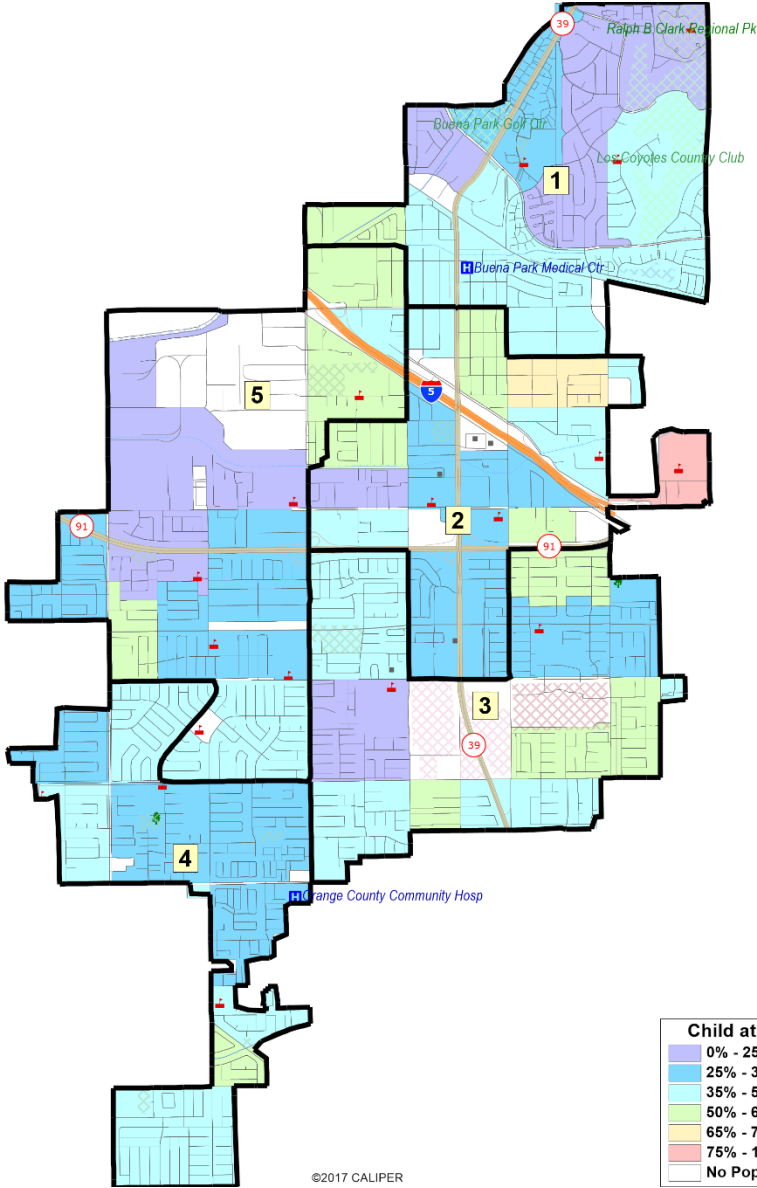 39
Ralph B Clark Regional Pk
Buena Park Golf Ctr
Los Coyotes Country Club
1
Buena Park Medical Ctr
H
5
5
91
2
91
3
39
4
H
Orange County Community Hosp
Child at
0% - 25
25% - 3
35% - 5
50% - 6
65% - 7
75% - 1
No Pop
©2017 CALIPER